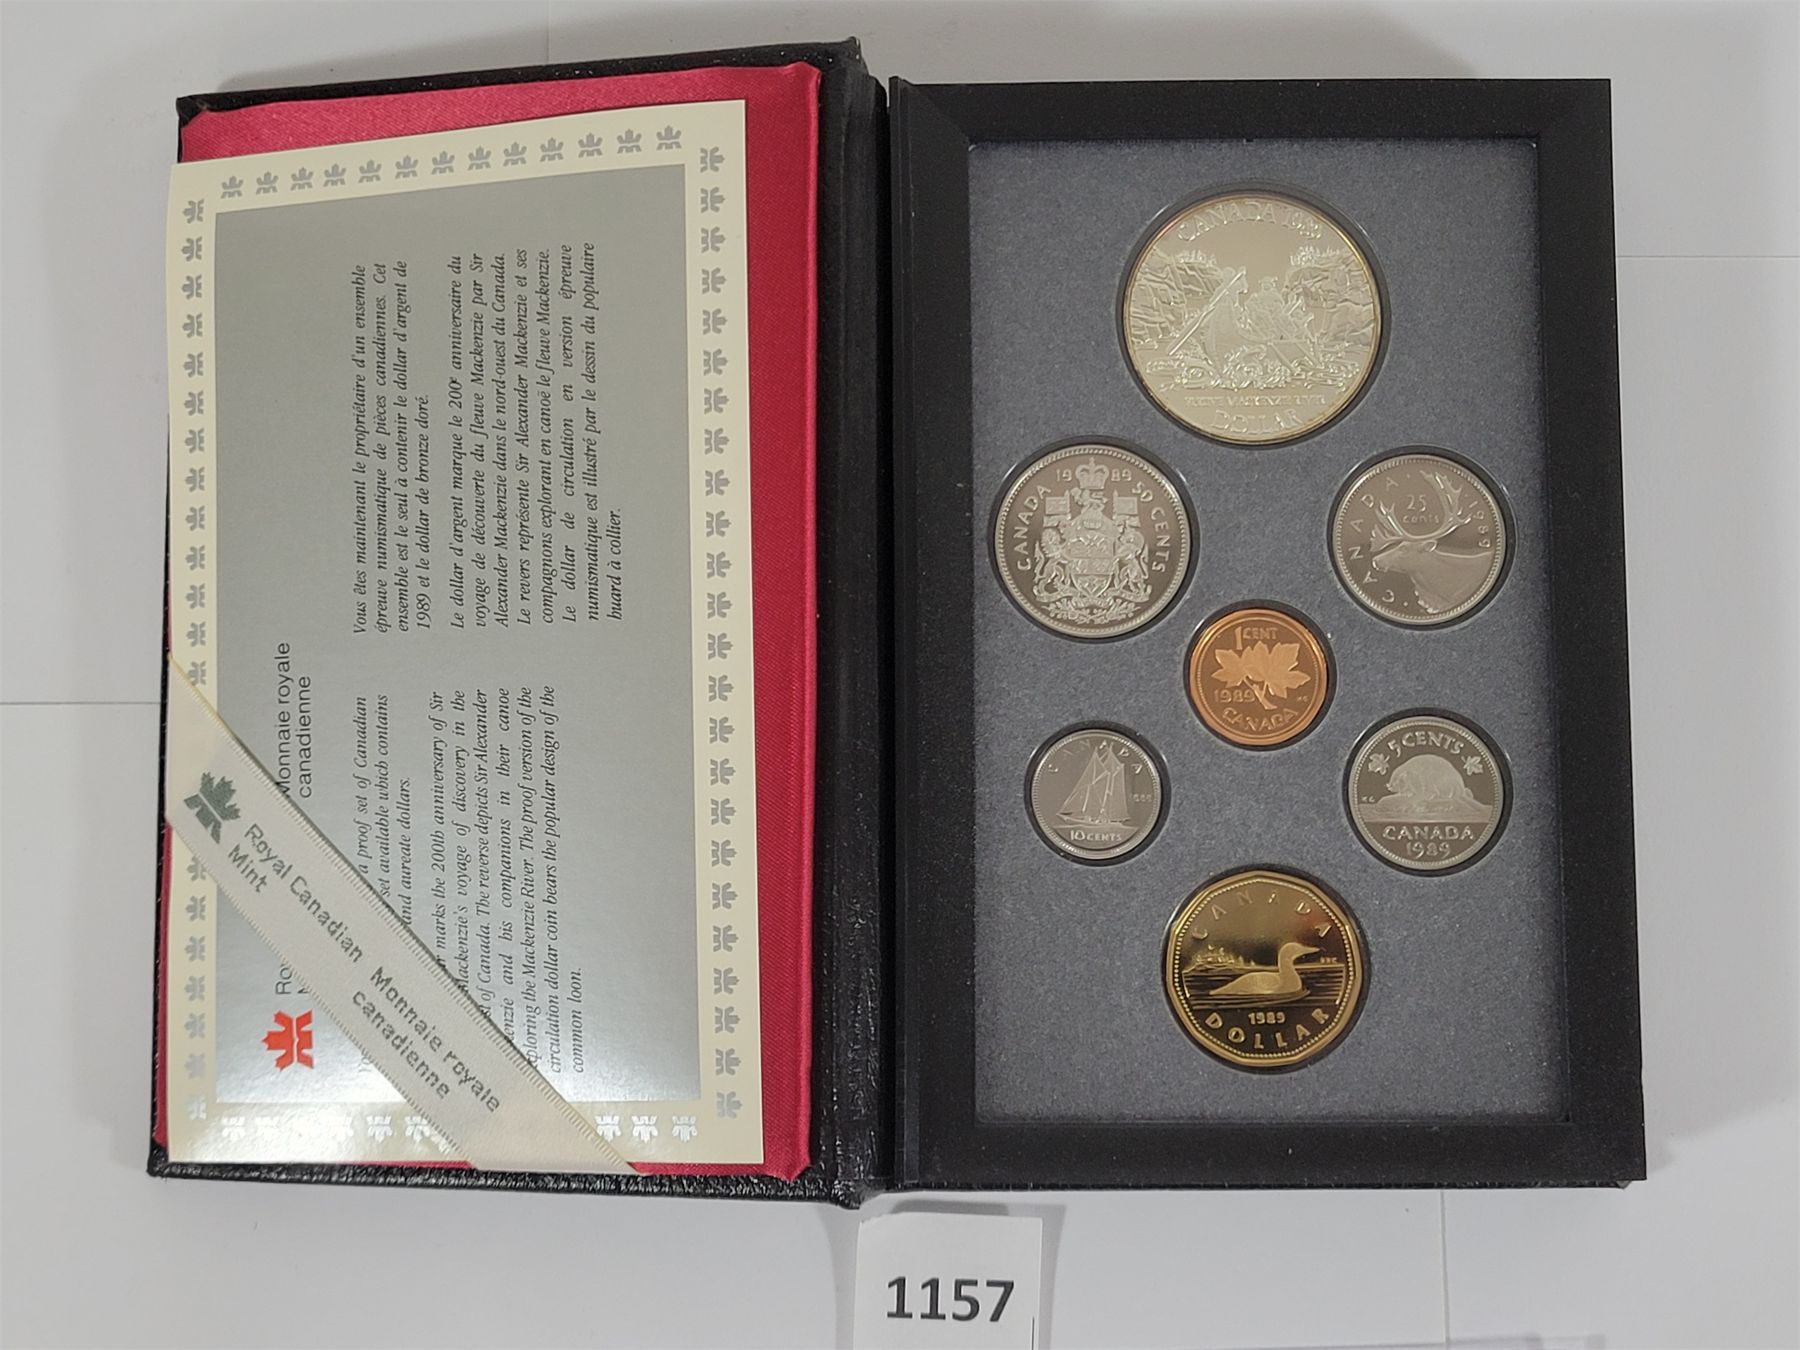 Royal Canadian
Mint
Monnaie royale
canadienne
Monnaie royale
canadienne
a proof set of Canadian
set available which contains
and aureate dollars.
marks the 200th anniversary of Sir
Mackenzie's voyage of discovery in the
of Canada. The reverse depicts Sir Alexander
and his companions in their canoe
exploring the Mackenzie River. The proof version of the
circulation dollar coin bears the popular design of the
common loon.
Vous êtes maintenant le propriétaire d'un ensemble
épreuve numismatique de pièces canadiennes. Cet
ensemble est le seul à contenir le dollar d'argent de
1989 et le dollar de bronze doré.
Le dollar d'argent marque le 200e anniversaire du
voyage de découverte du fleuve Mackenzie par Sir
Alexander Mackenzie dans le nord-ouest du Canada.
Le revers représente Sir Alexander Mackenzie et ses
compagnons explorant en canoë le fleuve Mackenzie.
Le dollar de circulation en version épreuve
numismatique est illustré par le dessin du populaire
huard à collier.
CANADA 1989
FLEUVE MACKENZIE RIVER
DOLLAR
CANADA 1989 50 CENTS
CANADA
25
cents
1989
1 CENT
1989
KG
CANADA
CANADA
1989
10 CENTS
5 CENTS
KG
CANADA
1989
CANADA
RRC
1989
DOLLAR
1157